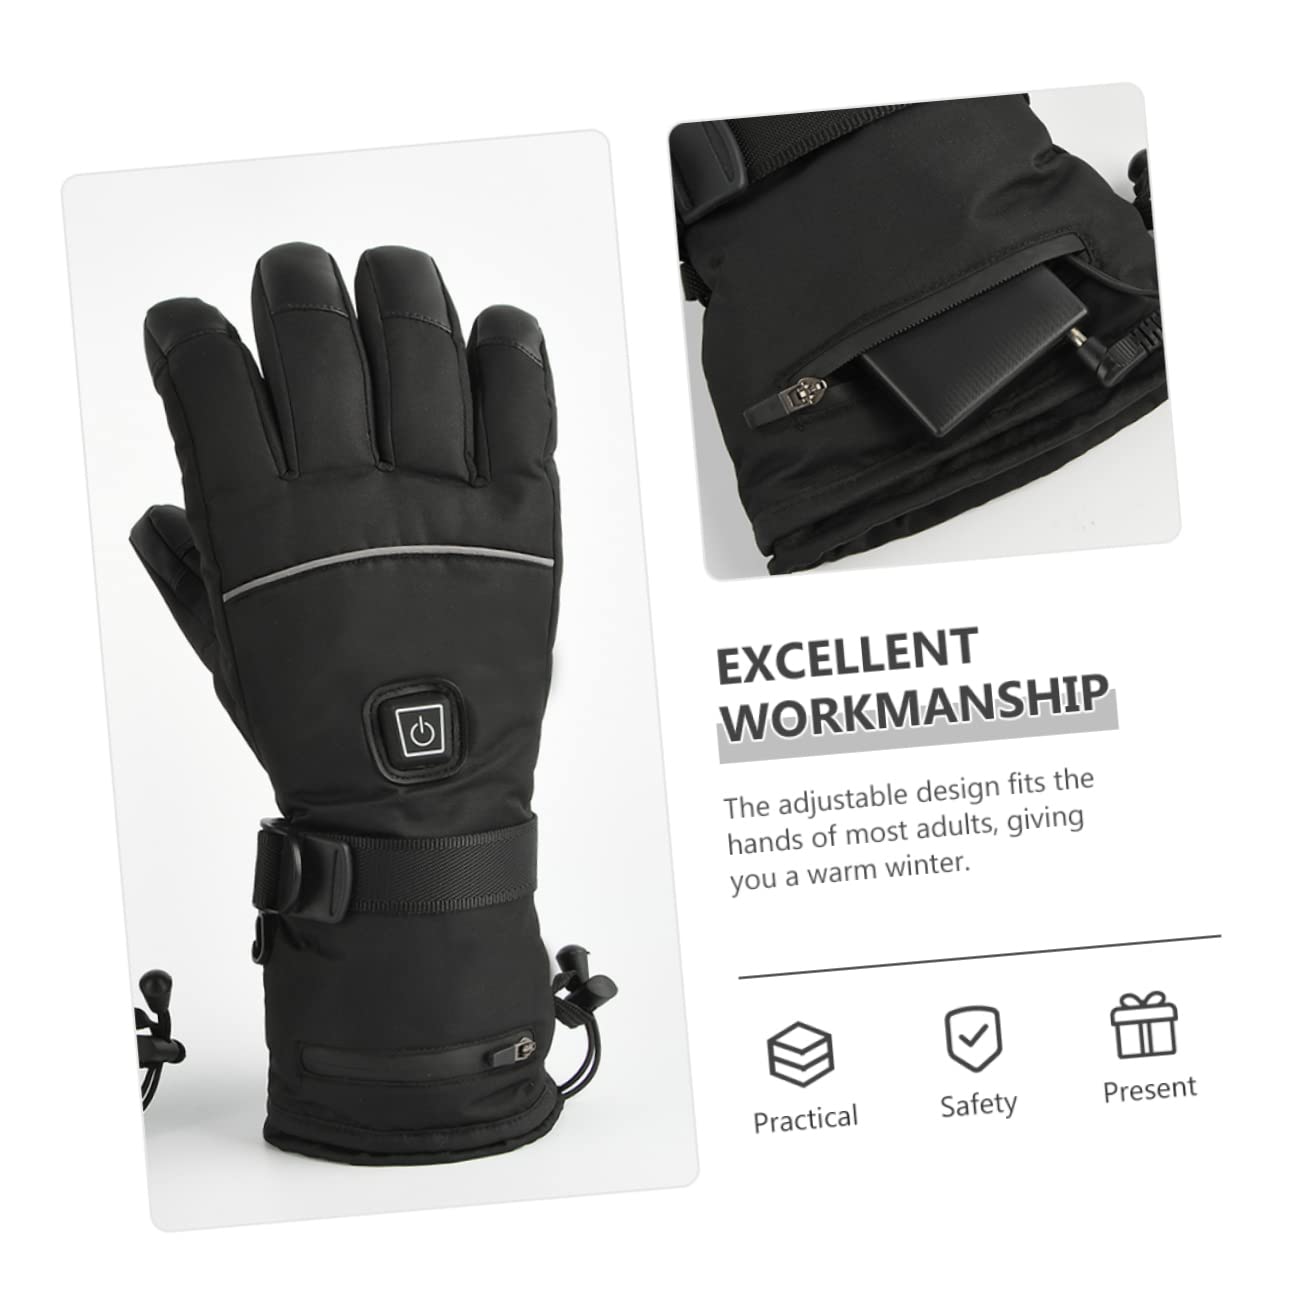 EXCELLENT
WORKMANSHIP
The adjustable design fits the
hands of most adults, giving
you a warm winter.
Practical
Safety
Present